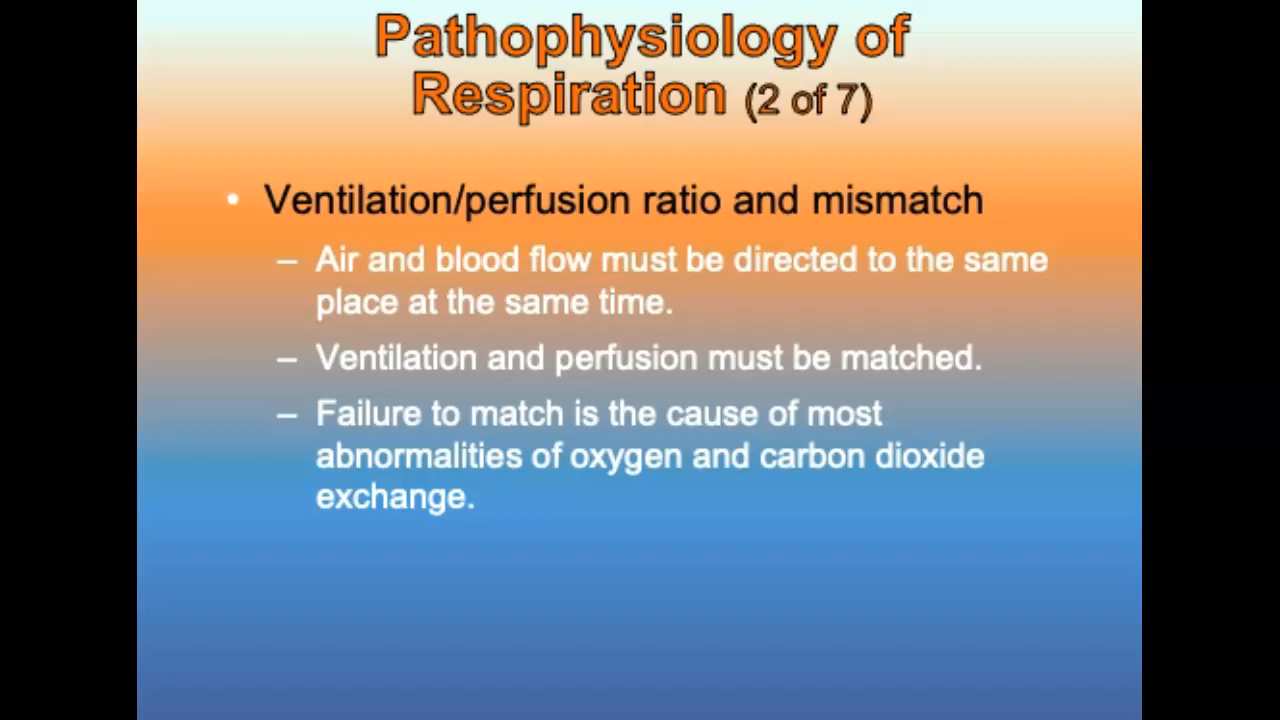 Pathophysiology of
Respiration (2 of 7)
• Ventilation/perfusion ratio and mismatch
– Air and blood flow must be directed to the same
place at the same time.
– Ventilation and perfusion must be matched.
– Failure to match is the cause of most
abnormalities of oxygen and carbon dioxide
exchange.